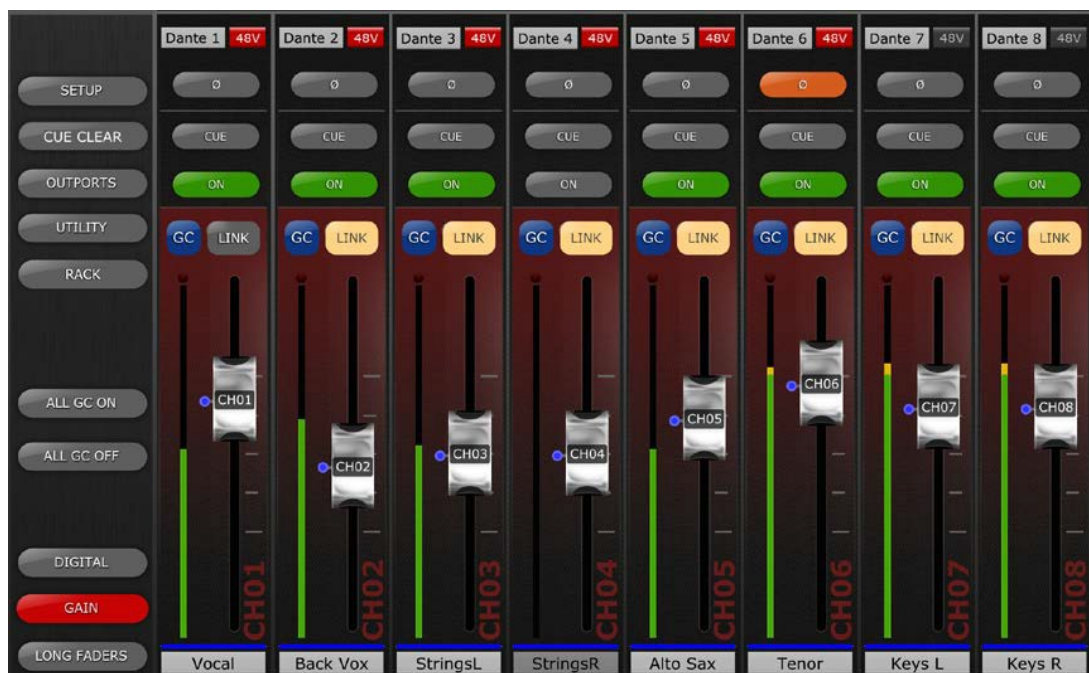 Dante 1 48V Dante 2 48V Dante 3 48V Dante 4 48V Dante 5 48V Dante 6 48V Dante 7 48V Dante 8 48V
SETUP Ø Ø Ø Ø Ø Ø Ø Ø
CUE CLEAR CUE CUE CUE CUE CUE CUE CUE CUE
OUTPORTS ON ON ON ON ON ON ON ON
UTILITY GC LINK GC LINK GC LINK GC LINK GC LINK GC LINK GC LINK GC LINK
RACK
ALL GC ON CH01 CH02 CH03 CH04 CH05 CH06 CH07 CH08
ALL GC OFF
DIGITAL
GAIN CH01 CH02 CH03 CH04 CH05 CH06 CH07 CH08
LONG FADERS Vocal Back Vox StringsL StringsR Alto Sax Tenor Keys L Keys R